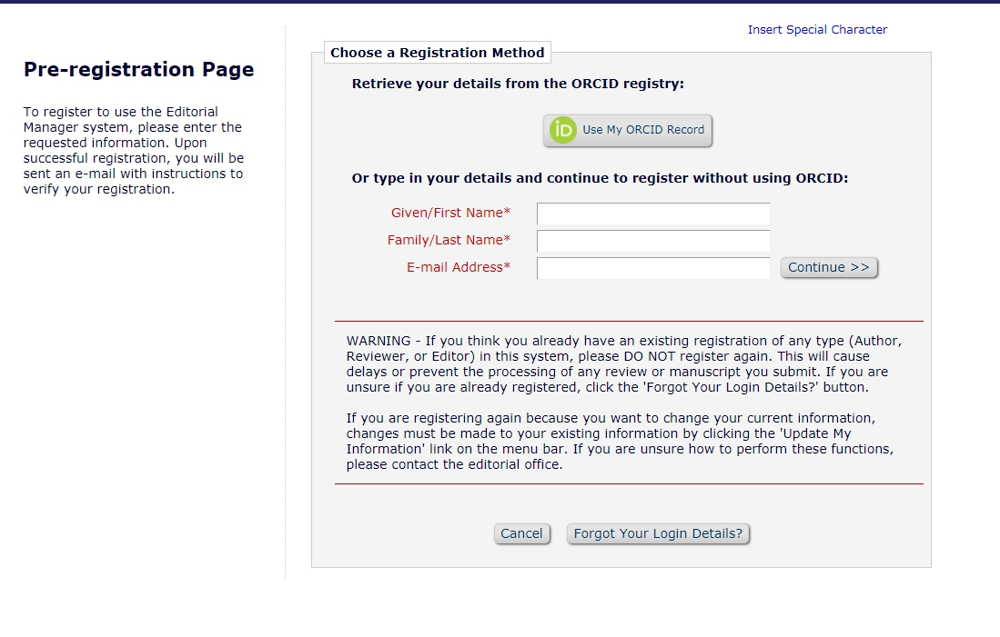 Insert Special Character
Pre-registration Page
To register to use the Editorial
Manager system, please enter the
requested information. Upon
successful registration, you will be
sent an e-mail with instructions to
verify your registration.
Choose a Registration Method
Retrieve your details from the ORCID registry:
iD Use My ORCID Record
Or type in your details and continue to register without using ORCID:
Given/First Name*
Family/Last Name*
E-mail Address*
Continue >>
WARNING - If you think you already have an existing registration of any type (Author,
Reviewer, or Editor) in this system, please DO NOT register again. This will cause
delays or prevent the processing of any review or manuscript you submit. If you are
unsure if you are already registered, click the 'Forgot Your Login Details?' button.
If you are registering again because you want to change your current information,
changes must be made to your existing information by clicking the 'Update My
Information' link on the menu bar. If you are unsure how to perform these functions,
please contact the editorial office.
Cancel
Forgot Your Login Details?